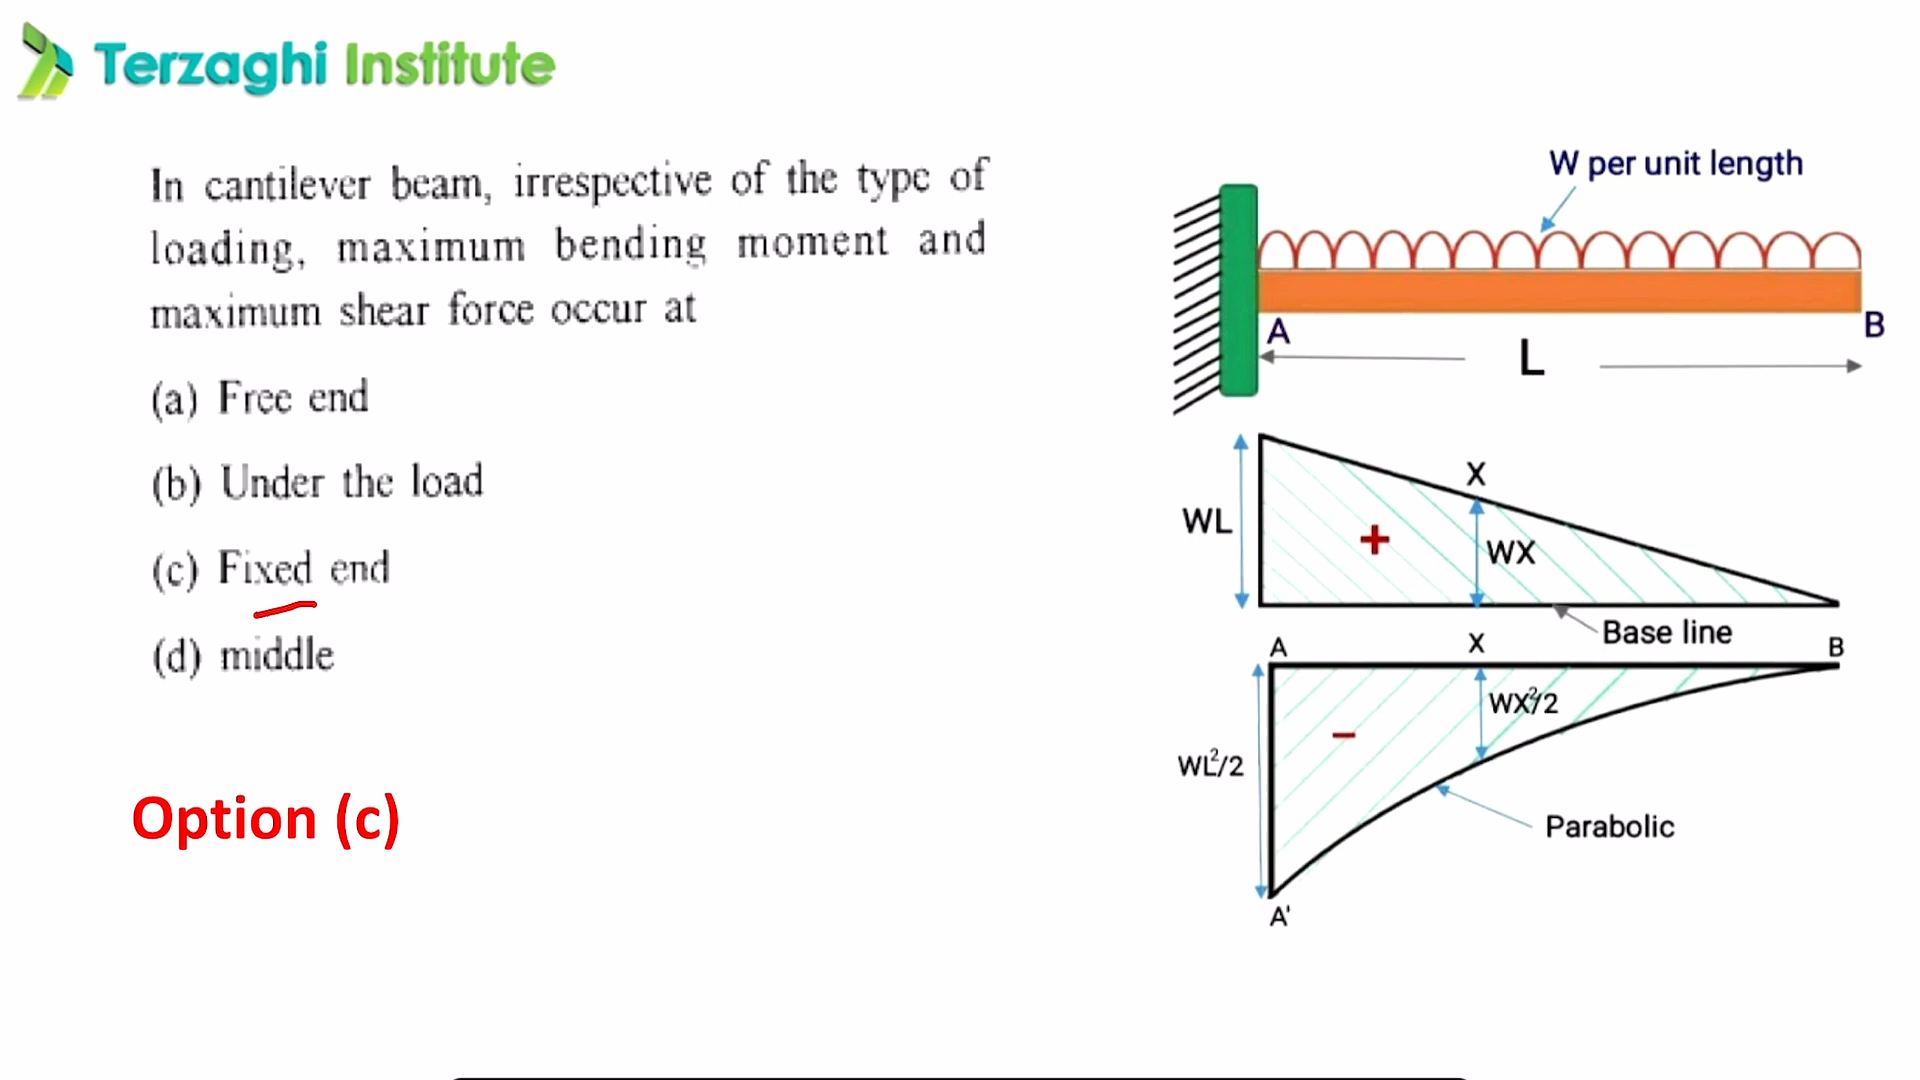 Terzaghi Institute
In cantilever beam, irrespective of the type of
loading, maximum bending moment and
maximum shear force occur at
(a) Free end
(b) Under the load
(c) Fixed end
(d) middle
Option (c)
W per unit length
A
B
L
X
WL
+
WX
Base line
A
X
B
WX²/2
−
WL²/2
Parabolic
A'